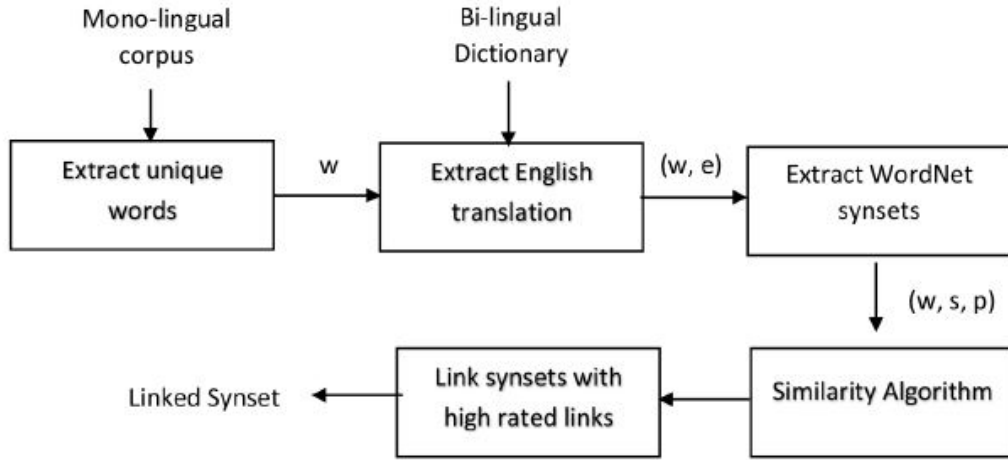 Mono-lingual
corpus
Bi-lingual
Dictionary
Extract unique
words
w
Extract English
translation
(w, e)
Extract WordNet
synsets
(w, s, p)
Similarity Algorithm
Link synsets with
high rated links
Linked Synset